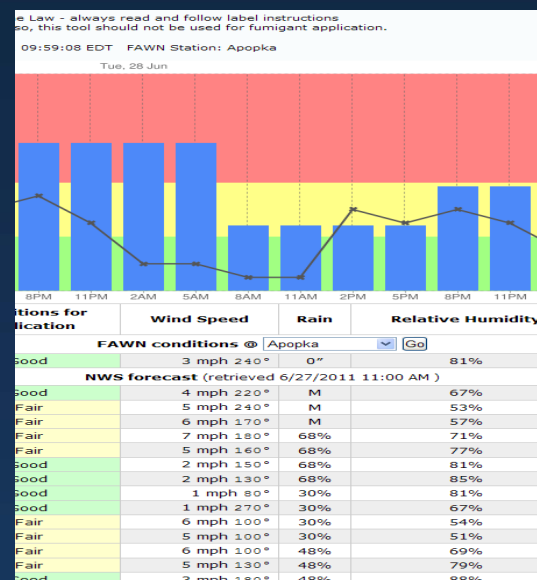 e Law - always read and follow label instructions
so, this tool should not be used for fumigant application.
09:59:08 EDT FAWN Station: Apopka
Tue, 28 Jun
8PM 11PM 2AM 5AM 8AM 11AM 2PM 5PM 8PM 11PM
itions for
lication Wind Speed Rain Relative Humidity
FAWN conditions @ Apopka Go
Good 3 mph 240° 0" 81%
NWS forecast (retrieved 6/27/2011 11:00 AM )
Good 4 mph 220° M 67%
Fair 5 mph 240° M 53%
Fair 6 mph 170° M 57%
Fair 7 mph 180° 68% 71%
Fair 5 mph 160° 68% 77%
Good 2 mph 150° 68% 81%
Good 2 mph 130° 68% 85%
Good 1 mph 80° 30% 81%
Good 1 mph 270° 30% 67%
Fair 6 mph 100° 30% 54%
Fair 5 mph 100° 30% 51%
Fair 6 mph 100° 48% 69%
Fair 5 mph 130° 48% 79%
Good 3 mph 180° 48% 88%